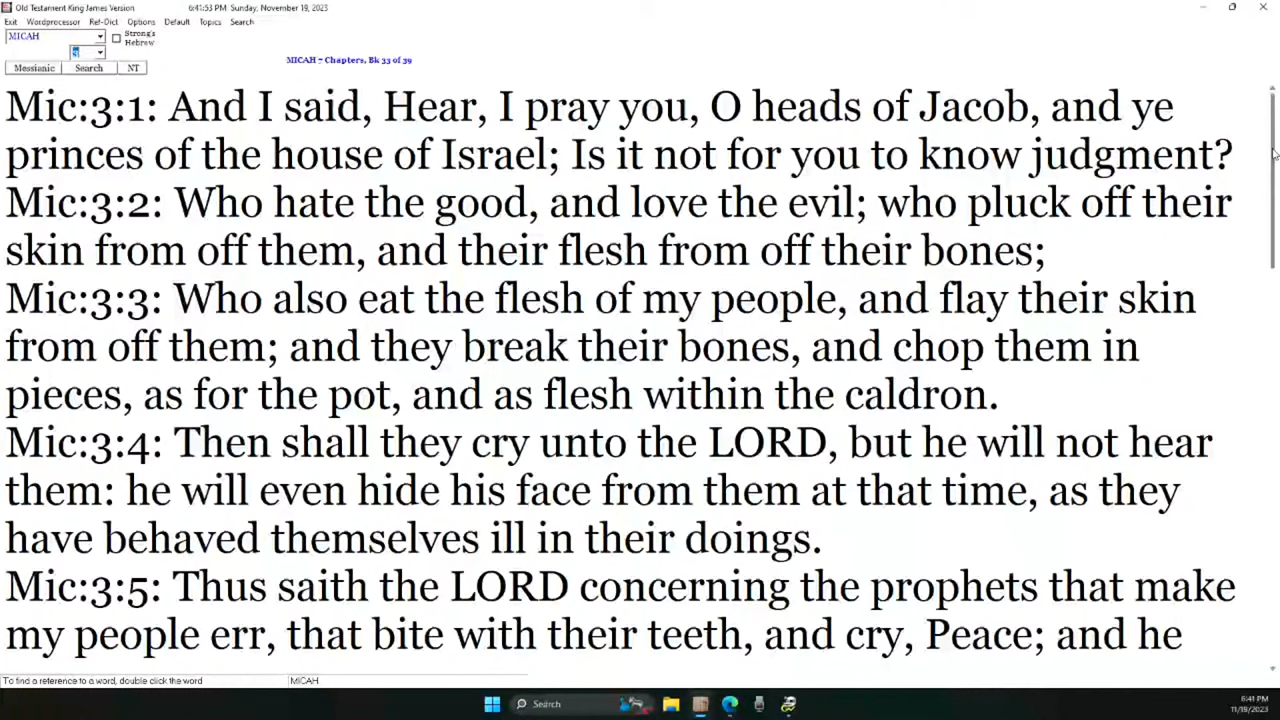 Old Testament King James Version 6:41:53 PM Sunday, November 19, 2023
Exit Wordprocessor Ref-Dict Options Default Topics Search
MICAH
Strong's
Hebrew
3
MICAH 7 Chapters, Bk 33 of 39
Messianic Search NT
Mic:3:1: And I said, Hear, I pray you, O heads of Jacob, and ye
princes of the house of Israel; Is it not for you to know judgment?
Mic:3:2: Who hate the good, and love the evil; who pluck off their
skin from off them, and their flesh from off their bones;
Mic:3:3: Who also eat the flesh of my people, and flay their skin
from off them; and they break their bones, and chop them in
pieces, as for the pot, and as flesh within the caldron.
Mic:3:4: Then shall they cry unto the LORD, but he will not hear
them: he will even hide his face from them at that time, as they
have behaved themselves ill in their doings.
Mic:3:5: Thus saith the LORD concerning the prophets that make
my people err, that bite with their teeth, and cry, Peace; and he
To find a reference to a word, double click the word MICAH
Search
6:41 PM
11/19/2023